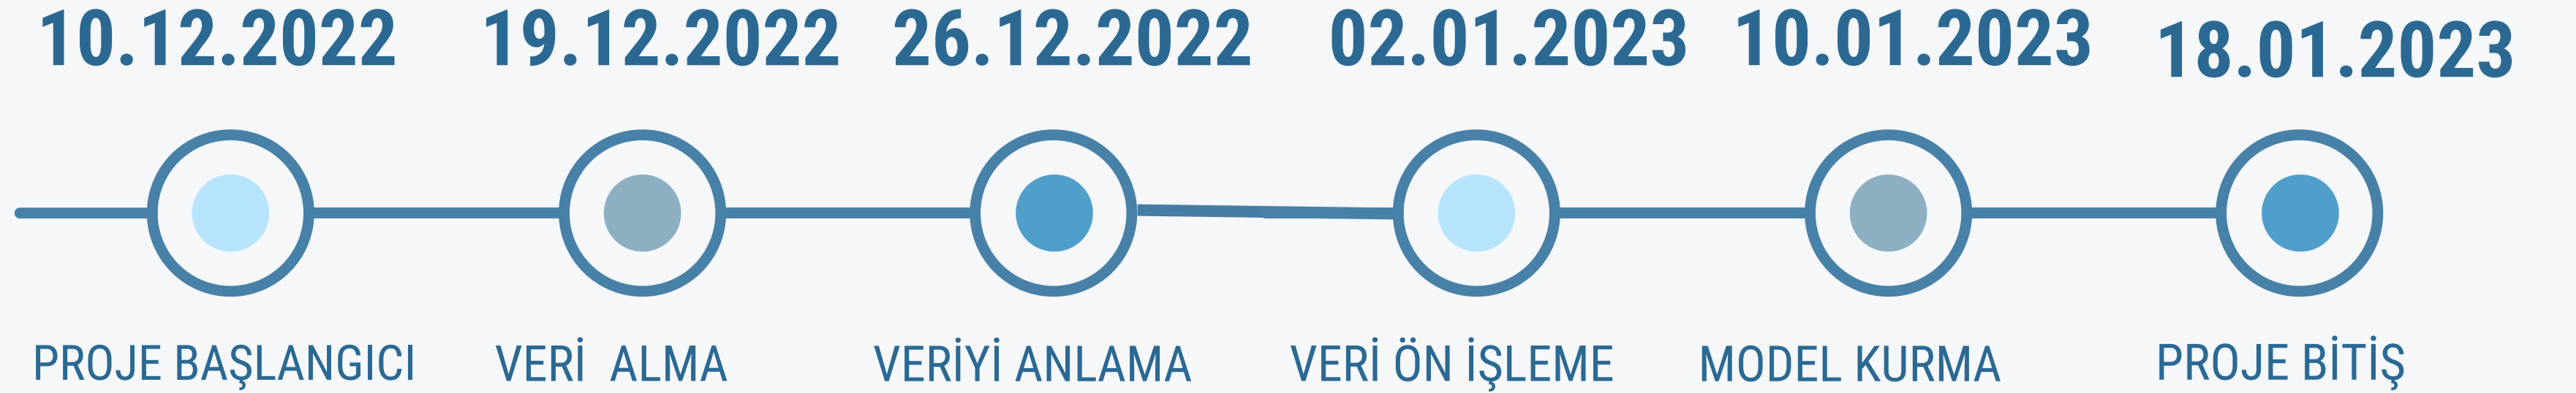 10.12.2022 19.12.2022 26.12.2022 02.01.2023 10.01.2023 18.01.2023
PROJE BAŞLANGICI VERİ ALMA VERİYİ ANLAMA VERİ ÖN İŞLEME MODEL KURMA PROJE BİTİŞ